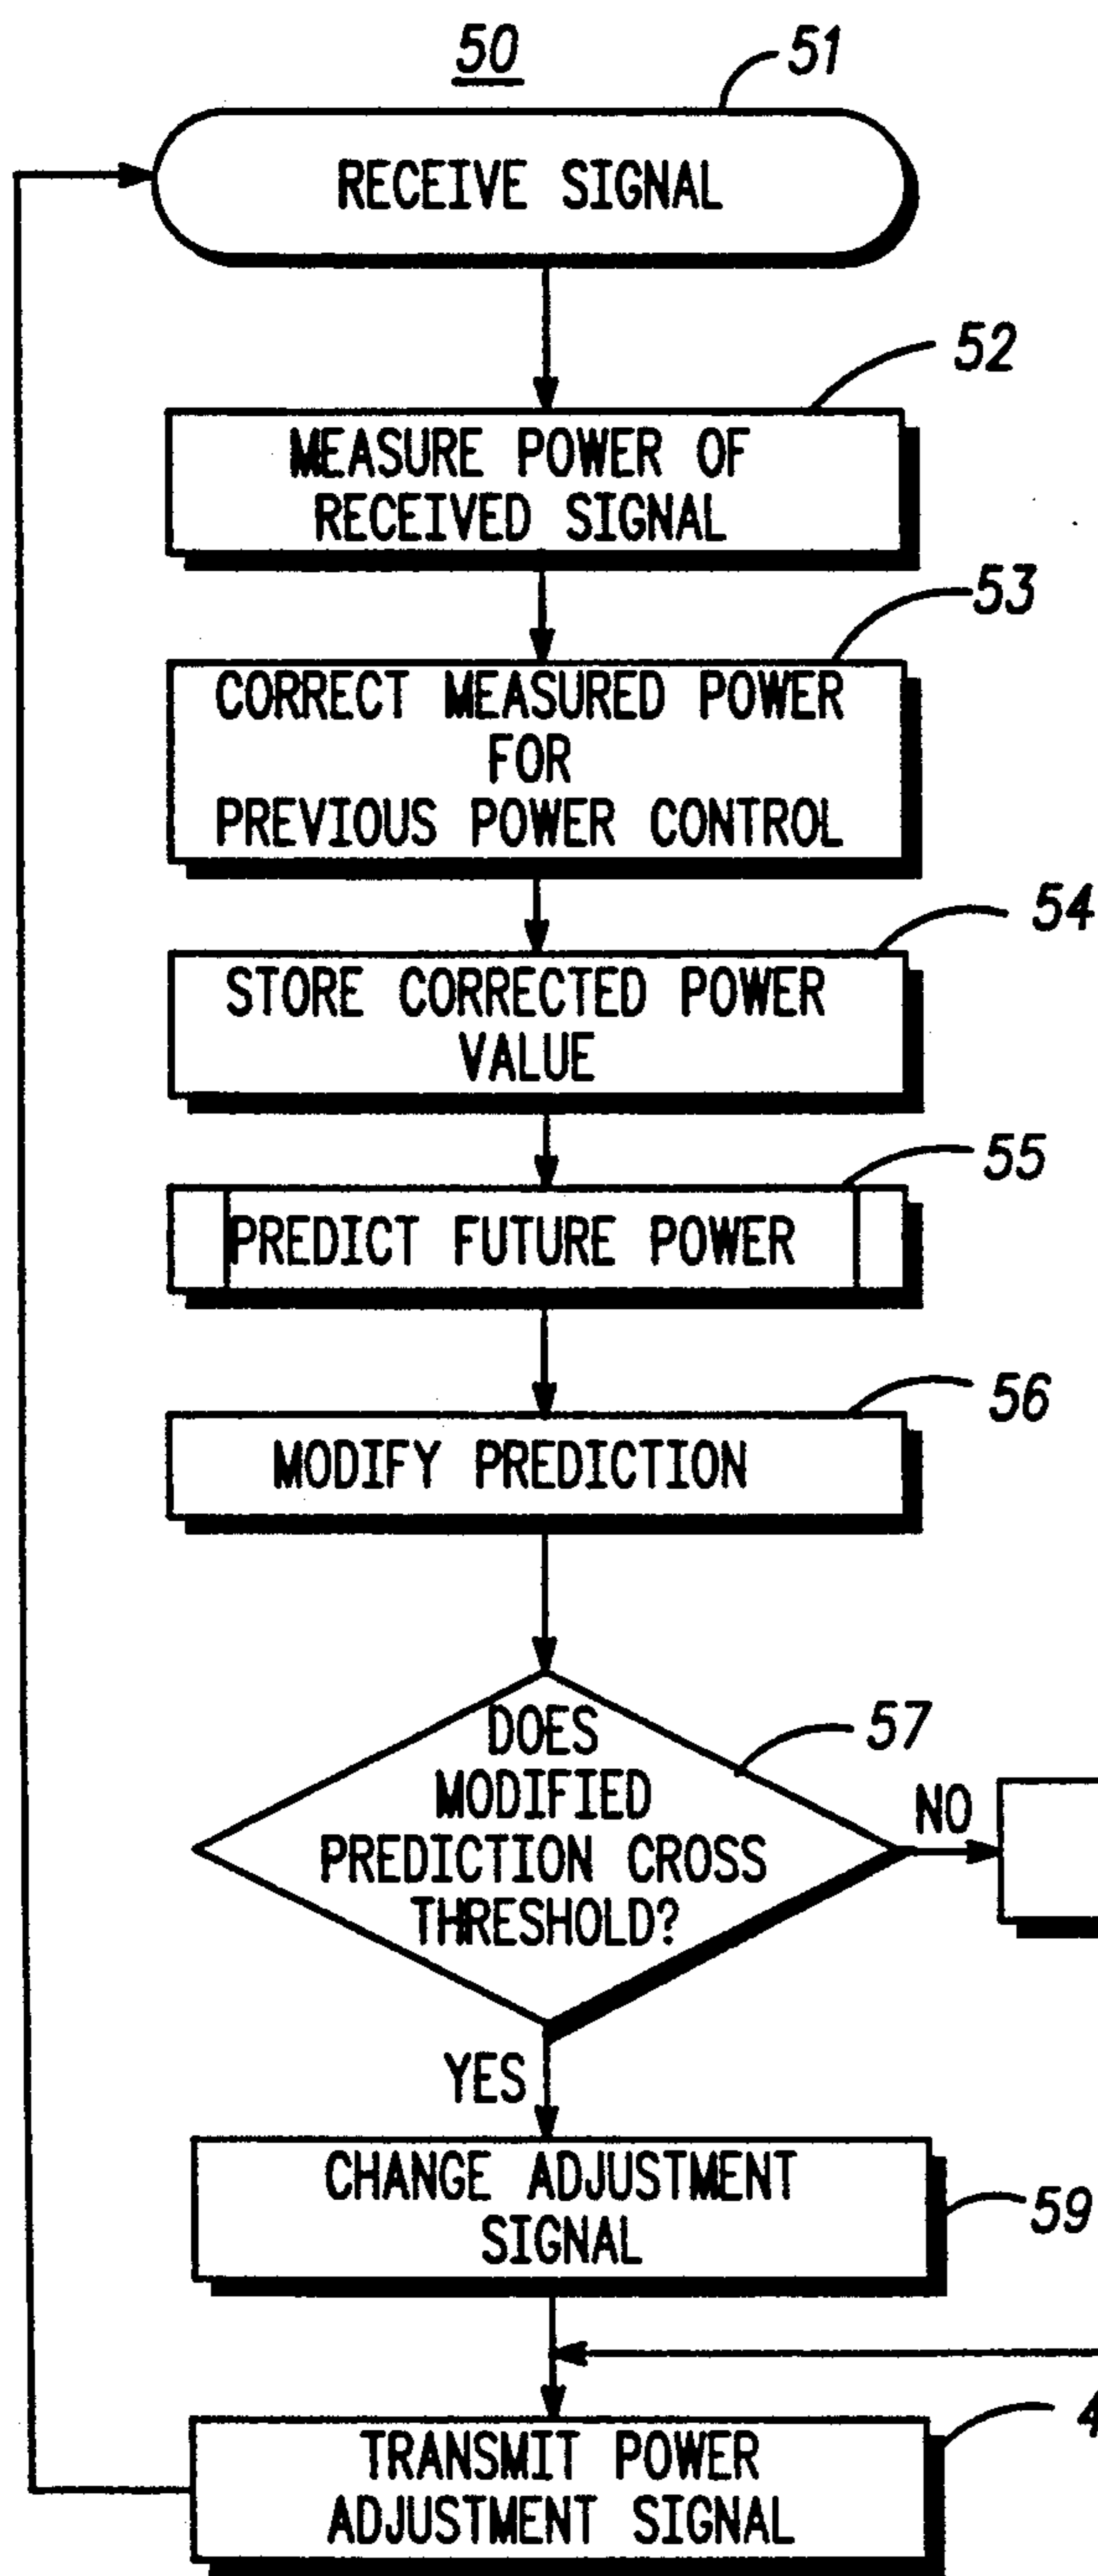 50
51
RECEIVE SIGNAL
52
MEASURE POWER OF
RECEIVED SIGNAL
53
CORRECT MEASURED POWER
FOR
PREVIOUS POWER CONTROL
54
STORE CORRECTED POWER
VALUE
55
PREDICT FUTURE POWER
56
MODIFY PREDICTION
57
DOES
MODIFIED
PREDICTION CROSS
THRESHOLD?
NO
YES
CHANGE ADJUSTMENT
SIGNAL
59
TRANSMIT POWER
ADJUSTMENT SIGNAL